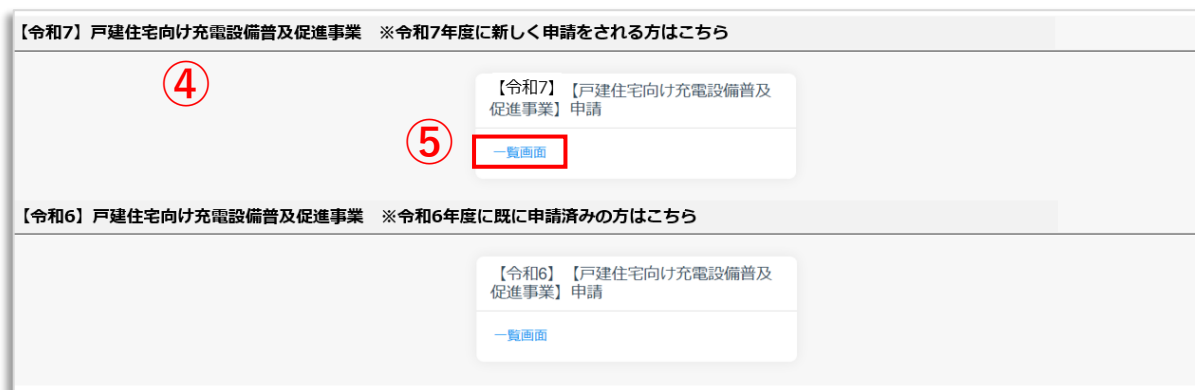 【令和7】戸建住宅向け充電設備普及促進事業　※令和7年度に新しく申請をされる方はこちら
④
【令和7】【戸建住宅向け充電設備普及
促進事業】申請
⑤
一覧画面
【令和6】戸建住宅向け充電設備普及促進事業　※令和6年度に既に申請済みの方はこちら
【令和6】【戸建住宅向け充電設備普及
促進事業】申請
一覧画面